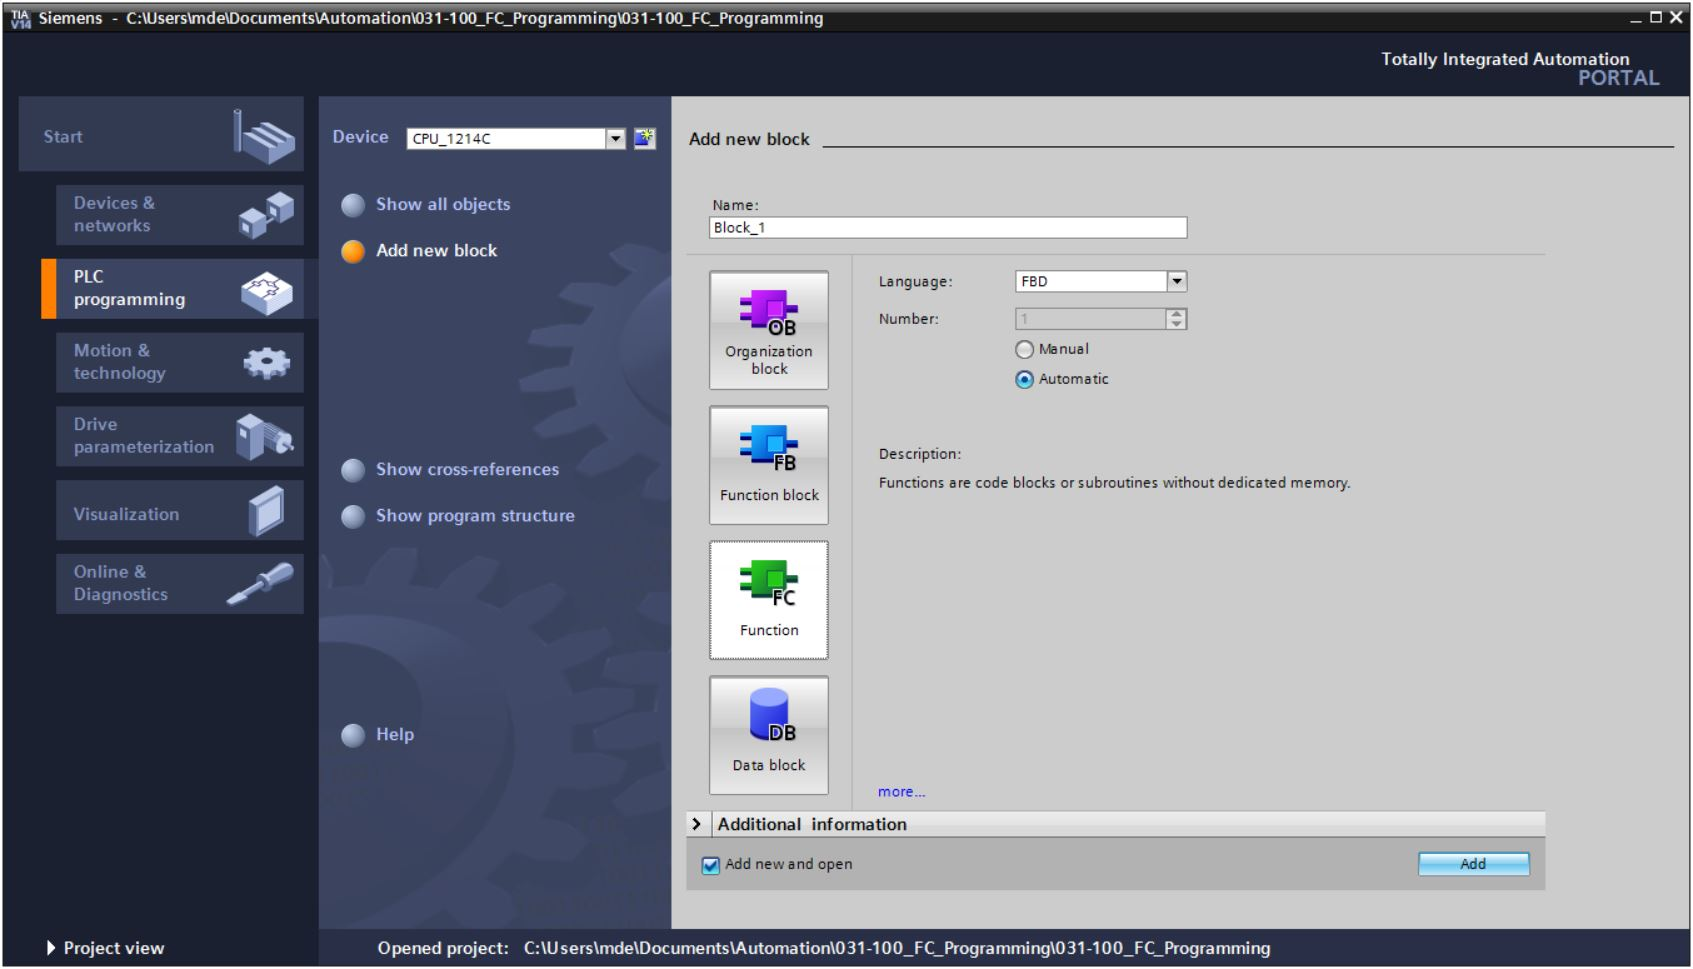 TIA
V14
Siemens - C:\Users\mde\Documents\Automation\031-100_FC_Programming\031-100_FC_Programming
Totally Integrated Automation
PORTAL
Start
Devices &
networks
PLC
programming
Motion &
technology
Drive
parameterization
Visualization
Online &
Diagnostics
Project view
Device CPU_1214C
Show all objects
Add new block
Show cross-references
Show program structure
Help
Add new block
Name:
Block_1
OB
Organization
block
FB
Function block
FC
Function
DB
Data block
Language: FBD
Number: 1
Manual
Automatic
Description:
Functions are code blocks or subroutines without dedicated memory.
more...
Additional information
Add new and open
Add
Opened project: C:\Users\mde\Documents\Automation\031-100_FC_Programming\031-100_FC_Programming